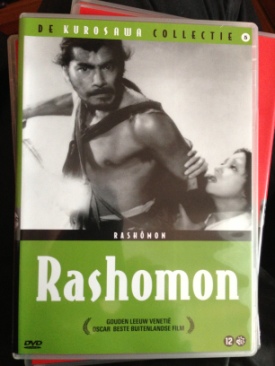 DE KUROSAWA COLLECTIE
RASHÔMON
Rashomon
GOUDEN LEEUW VENETIË
OSCAR BESTE BUITENLANDSE FILM
DVD
12